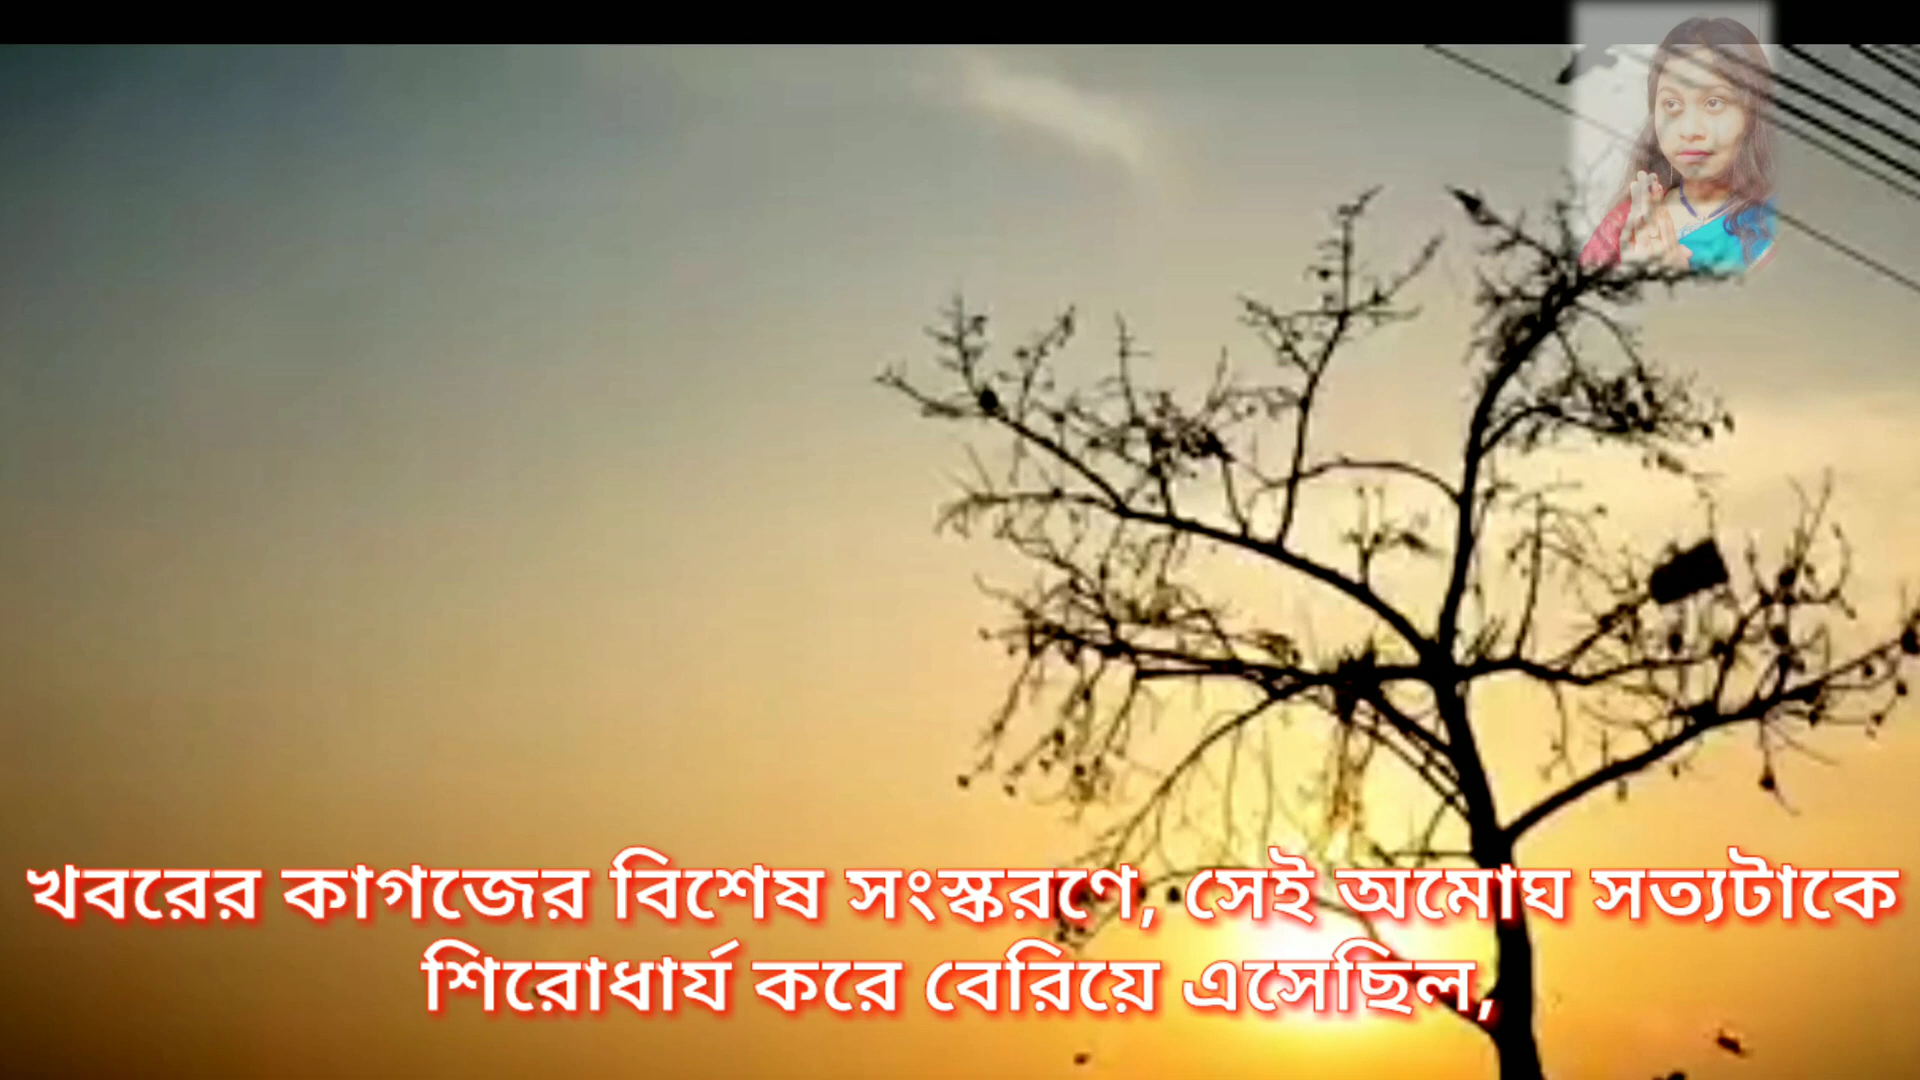 খবরের কাগজের বিশেষ সংস্করণে, সেই অমোঘ সত্যটাকে
শিরোধার্য করে বেরিয়ে এসেছিল,